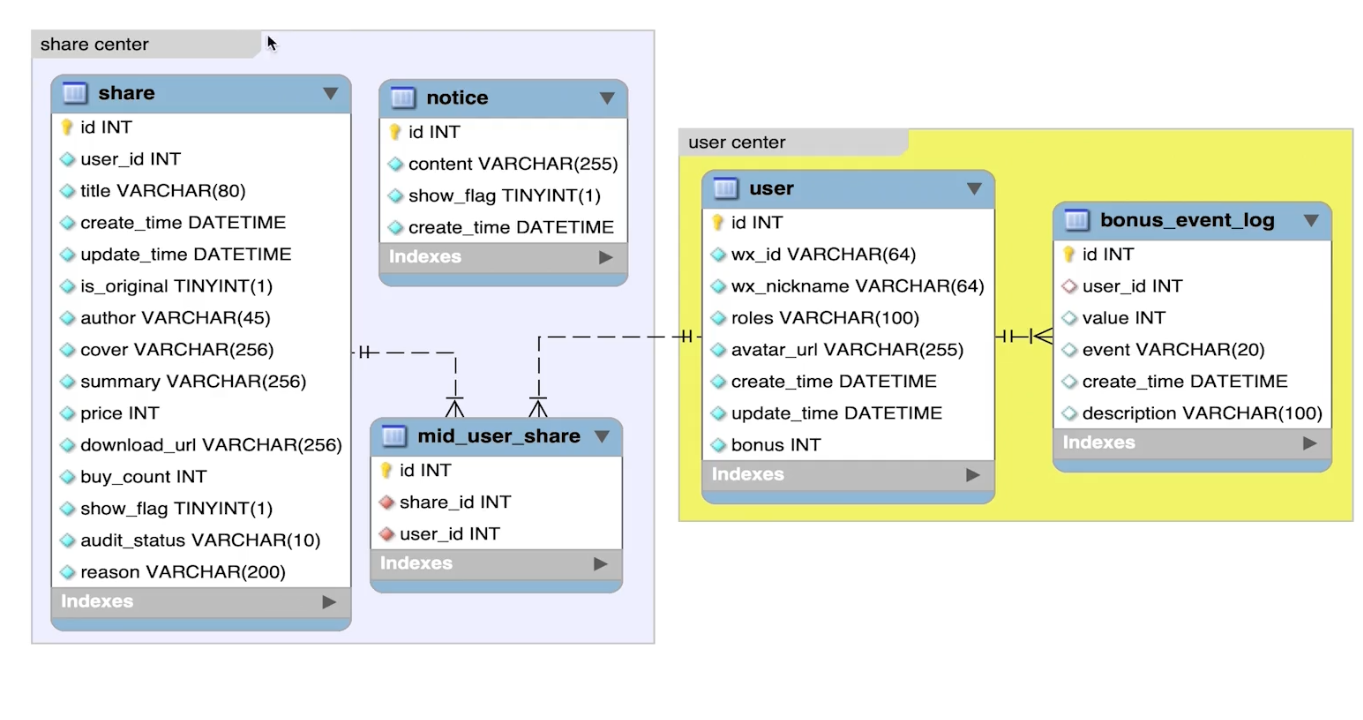 share center
share
id INT
user_id INT
title VARCHAR(80)
create_time DATETIME
update_time DATETIME
is_original TINYINT(1)
author VARCHAR(45)
cover VARCHAR(256)
summary VARCHAR(256)
price INT
download_url VARCHAR(256)
buy_count INT
show_flag TINYINT(1)
audit_status VARCHAR(10)
reason VARCHAR(200)
Indexes
notice
id INT
content VARCHAR(255)
show_flag TINYINT(1)
create_time DATETIME
Indexes
mid_user_share
id INT
share_id INT
user_id INT
Indexes
user center
user
id INT
wx_id VARCHAR(64)
wx_nickname VARCHAR(64)
roles VARCHAR(100)
avatar_url VARCHAR(255)
create_time DATETIME
update_time DATETIME
bonus INT
Indexes
bonus_event_log
id INT
user_id INT
value INT
event VARCHAR(20)
create_time DATETIME
description VARCHAR(100)
Indexes